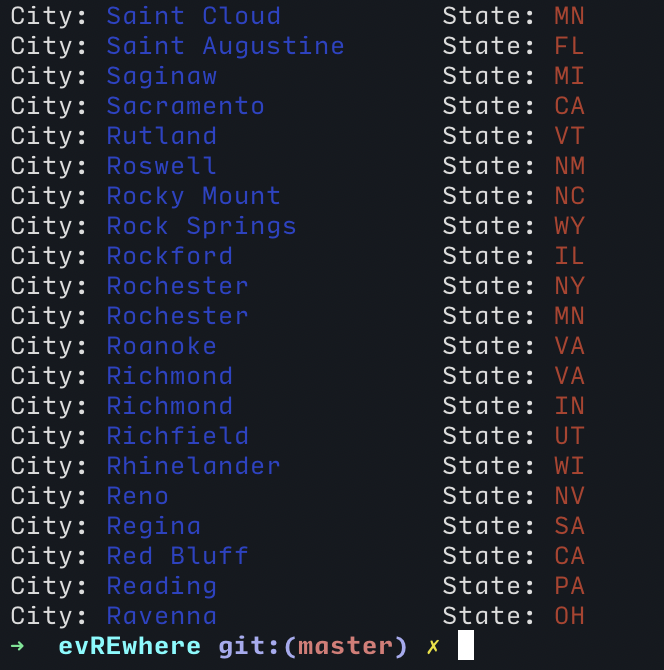 City: Saint Cloud State: MN
City: Saint Augustine State: FL
City: Saginaw State: MI
City: Sacramento State: CA
City: Rutland State: VT
City: Roswell State: NM
City: Rocky Mount State: NC
City: Rock Springs State: WY
City: Rockford State: IL
City: Rochester State: NY
City: Rochester State: MN
City: Roanoke State: VA
City: Richmond State: VA
City: Richmond State: IN
City: Richfield State: UT
City: Rhinelander State: WI
City: Reno State: NV
City: Regina State: SA
City: Red Bluff State: CA
City: Reading State: PA
City: Ravenna State: OH
➜ evREwhere git:(master) ✗